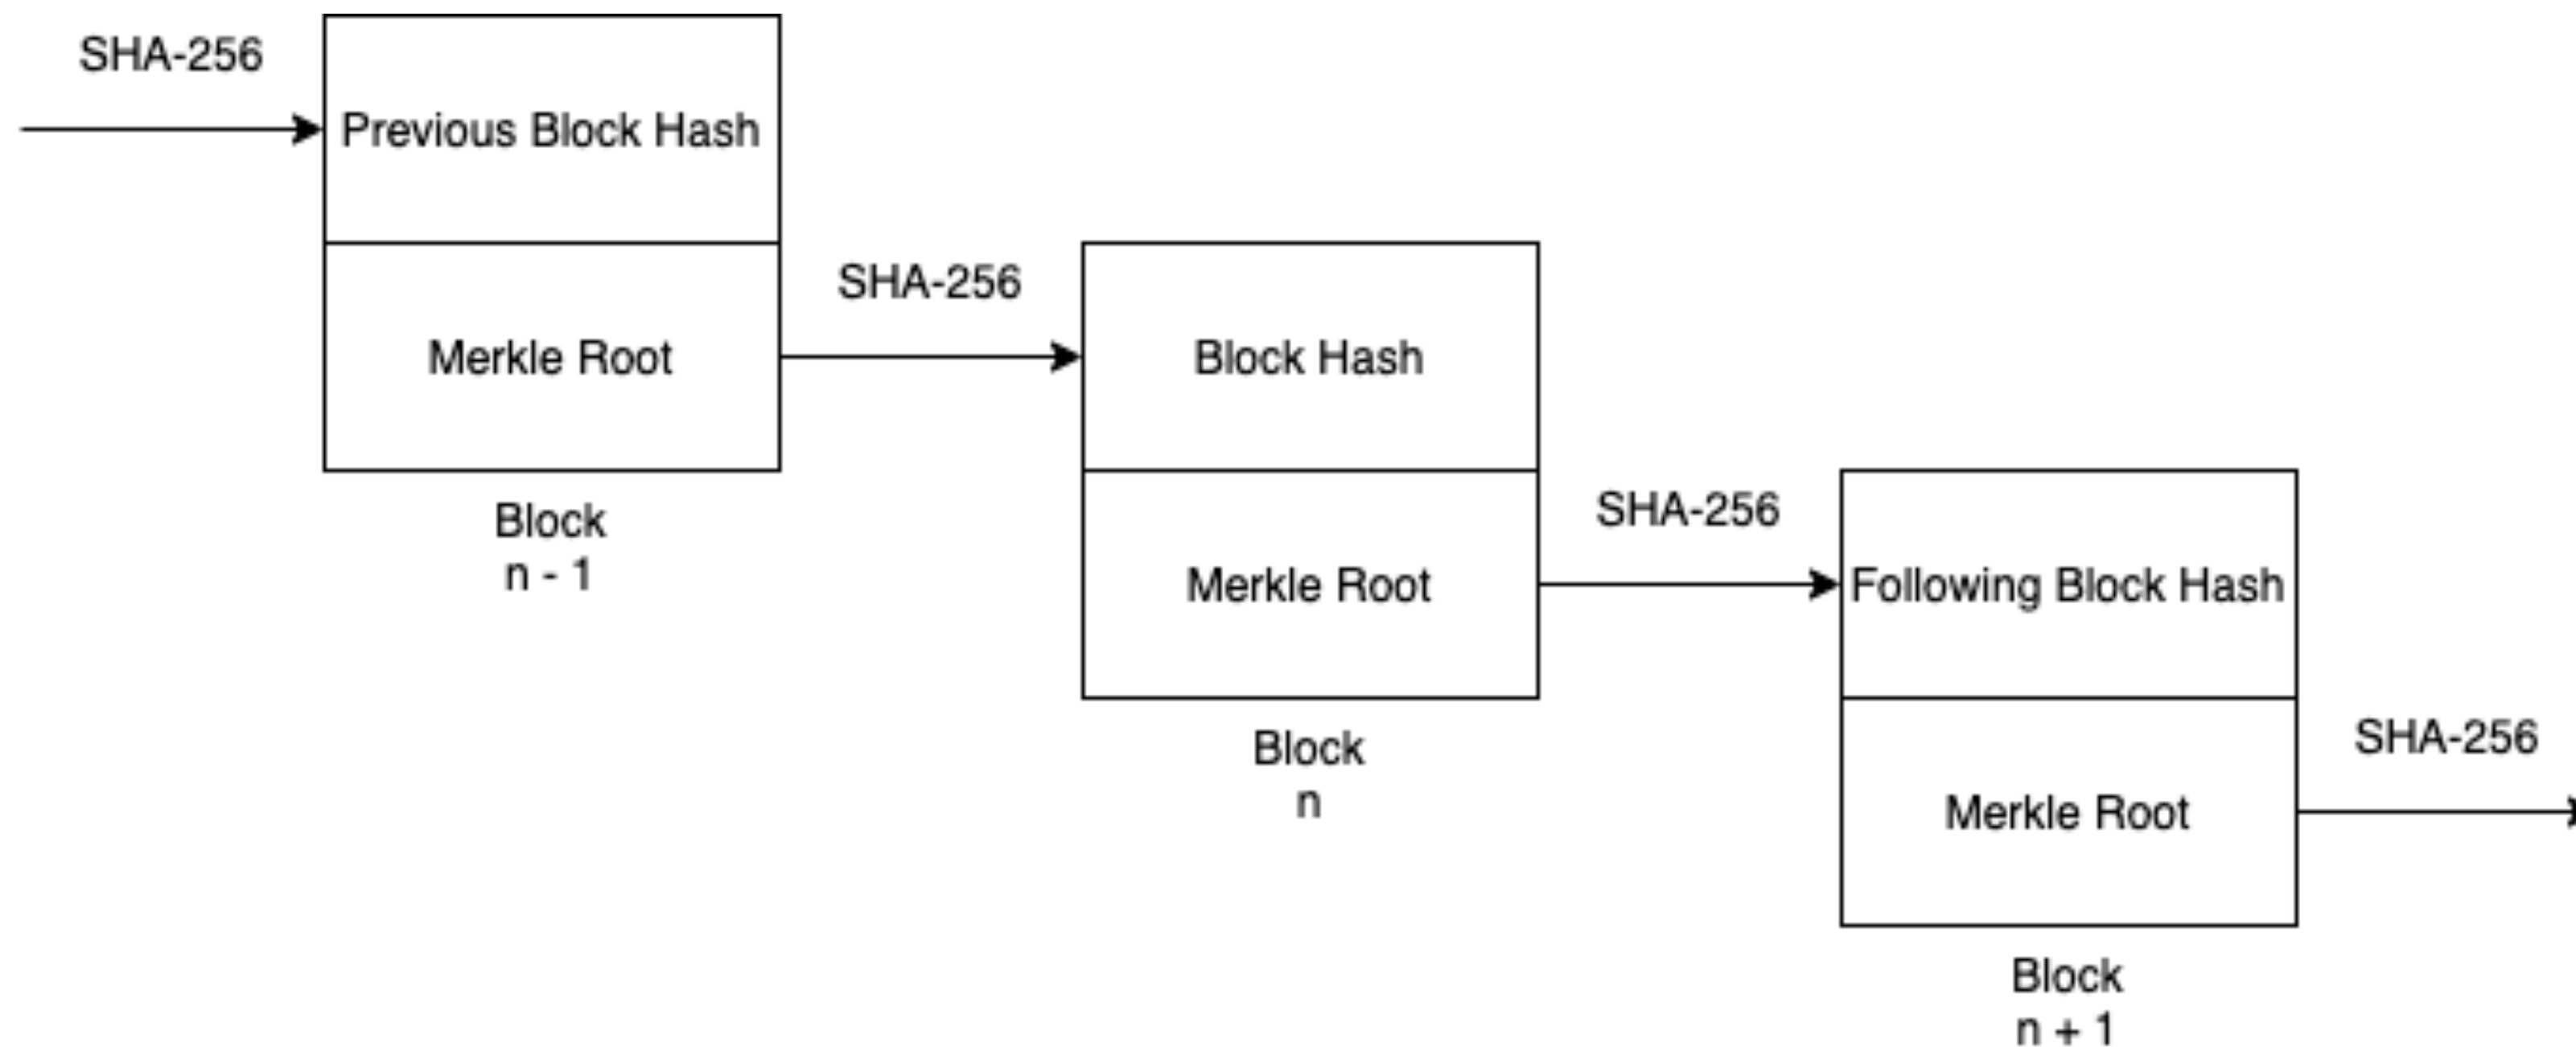 SHA-256
Previous Block Hash
Merkle Root
Block
n - 1
SHA-256
Block Hash
Merkle Root
Block
n
SHA-256
Following Block Hash
Merkle Root
Block
n + 1
SHA-256